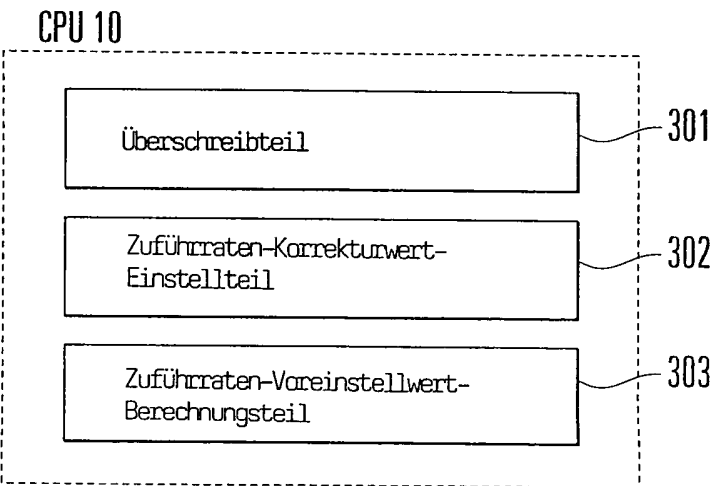 CPU 10
Überschreibteil
301
Zuführraten-Korrekturwert-
Einstellteil
302
Zuführraten-Voreinstellwert-
Berechnungsteil
303